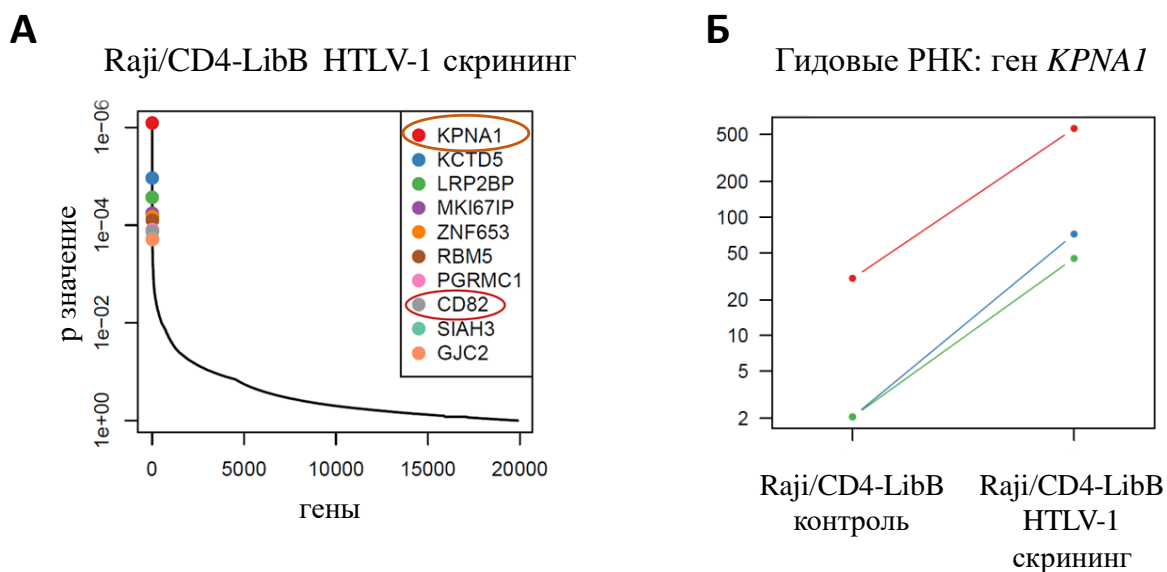 А
Raji/CD4-LibB HTLV-1 скрининг
p значение
1e-06
1e-04
1e-02
1e+00
KPNA1
KCTD5
LRP2BP
MKI67IP
ZNF653
RBM5
PGRMC1
CD82
SIAH3
GJC2
0
5000
10000
15000
20000
гены
Б
Гидовые РНК: ген KPNA1
500
200
100
50
20
10
5
2
Raji/CD4-LibB
контроль
Raji/CD4-LibB
HTLV-1
скрининг